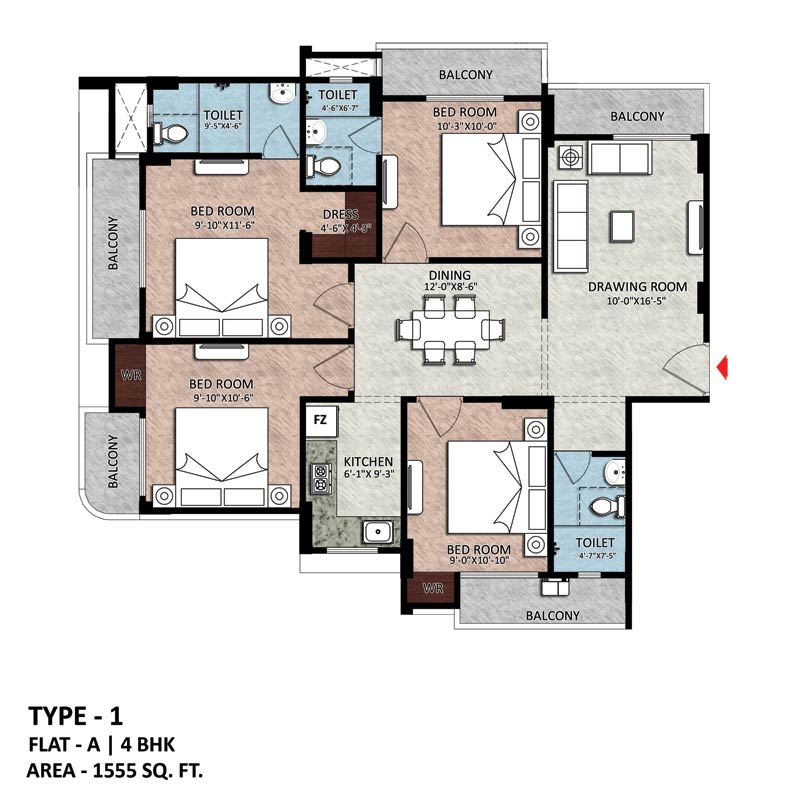 BALCONY
TOILET
9'-5"X4'-6"
TOILET
4'-6"X6'-7"
BED ROOM
10'-3"X10'-0"
BALCONY
BALCONY
BED ROOM
9'-10"X11'-6"
DRESS
4'-6"X 4'-3"
DINING
12'-0"X8'-6"
DRAWING ROOM
10'-0"X16'-5"
WR
BED ROOM
9'-10"X10'-6"
BALCONY
FZ
KITCHEN
6'-1"X 9'-3"
BED ROOM
9'-0"X10'-10"
TOILET
4'-7"X7'-5"
WR
BALCONY
TYPE - 1
FLAT - A | 4 BHK
AREA - 1555 SQ. FT.